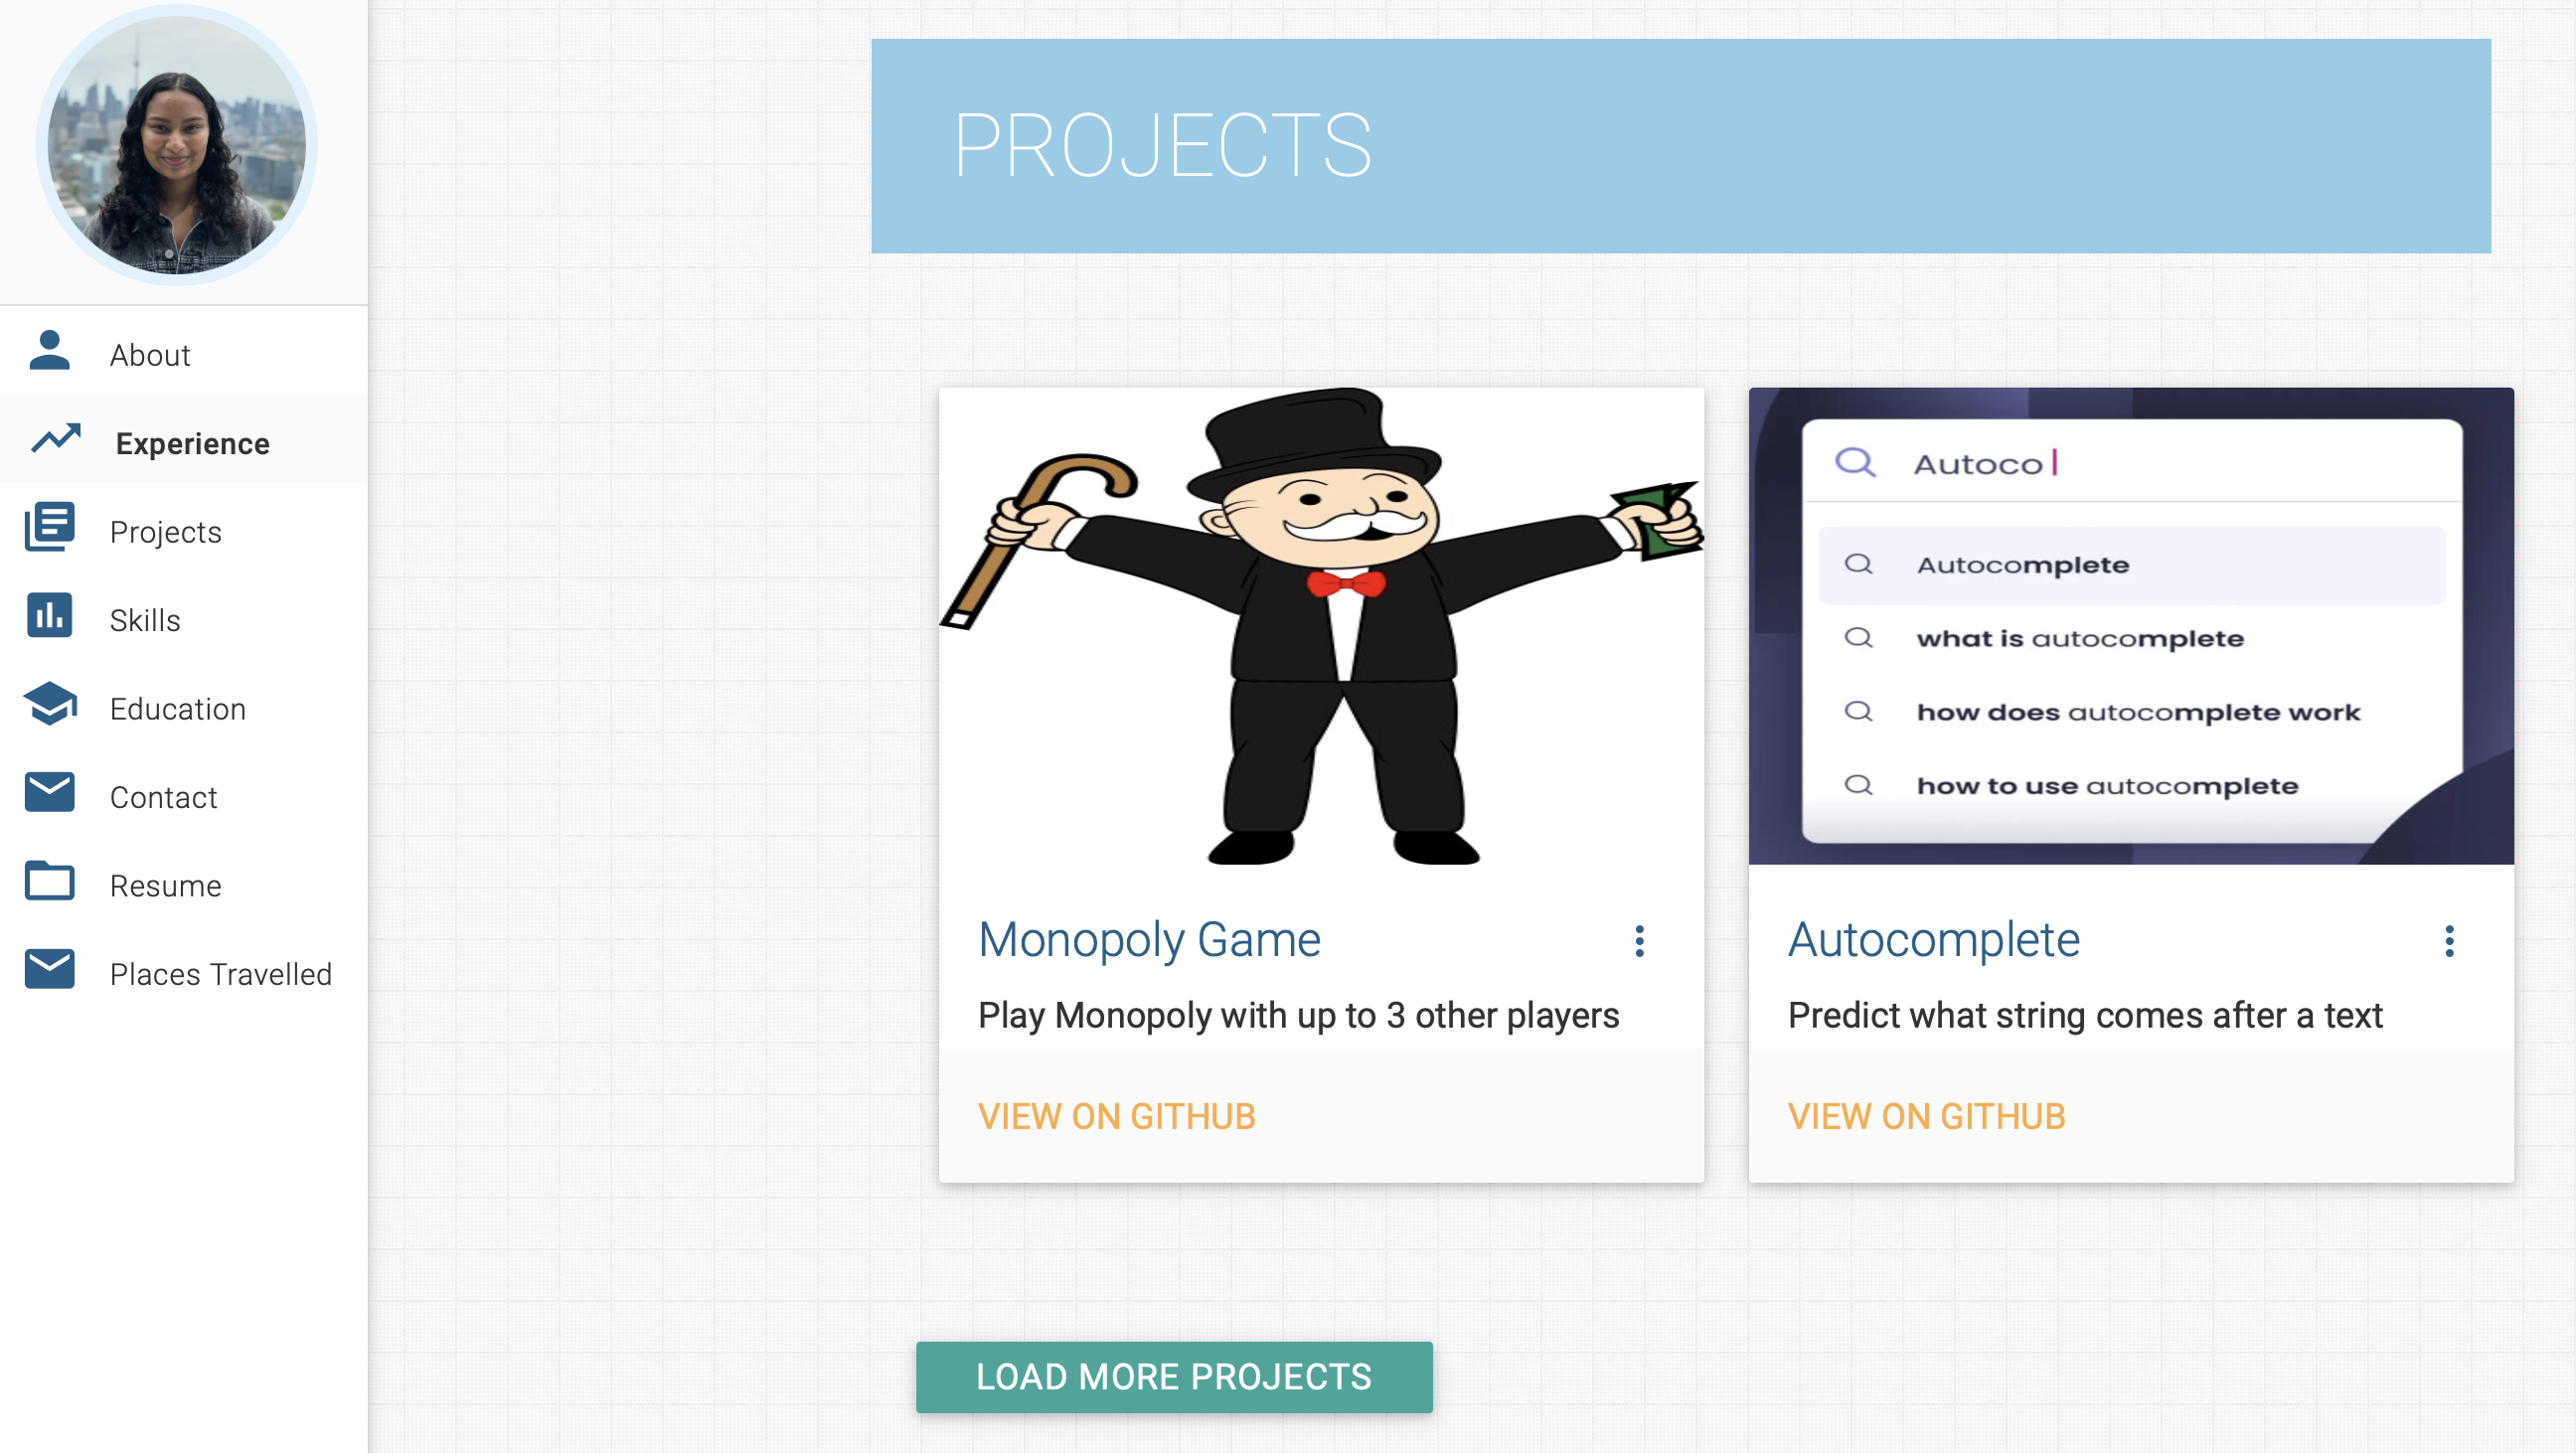 About
Experience
Projects
Skills
Education
Contact
Resume
Places Travelled
PROJECTS
Autoco
Autocomplete
what is autocomplete
how does autocomplete work
how to use autocomplete
Monopoly Game
Play Monopoly with up to 3 other players
VIEW ON GITHUB
Autocomplete
Predict what string comes after a text
VIEW ON GITHUB
LOAD MORE PROJECTS